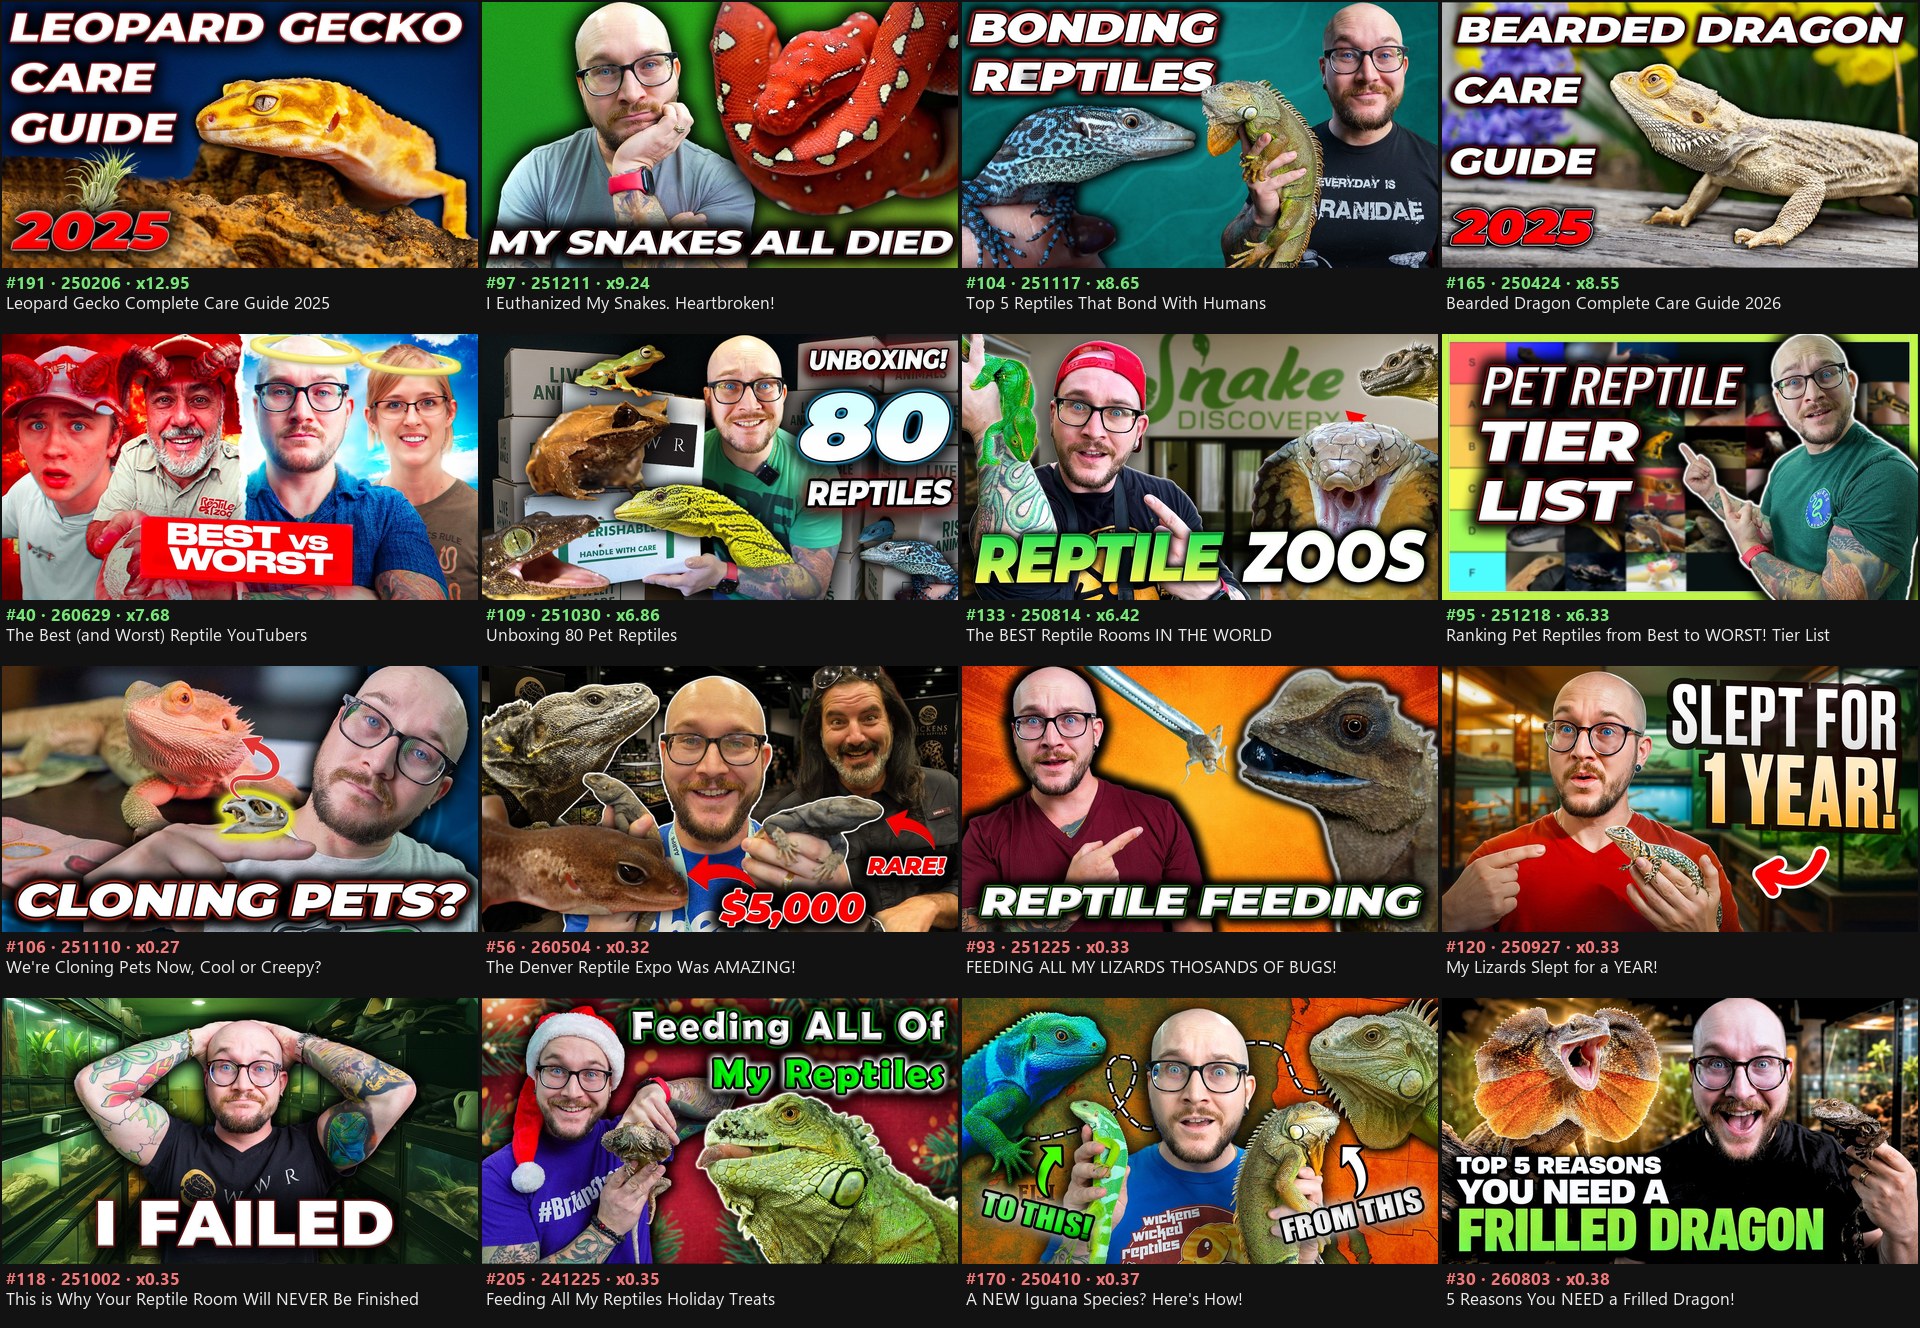 LEOPARD GECKO
CARE
GUIDE
2025
#191 · 250206 · x12.95
Leopard Gecko Complete Care Guide 2025
MY SNAKES ALL DIED
#97 · 251211 · x9.24
I Euthanized My Snakes. Heartbroken!
BONDING
REPTILES
EVERYDAY IS
RANIDAE
#104 · 251117 · x8.65
Top 5 Reptiles That Bond With Humans
BEARDED DRAGON
CARE
GUIDE
2025
#165 · 250424 · x8.55
Bearded Dragon Complete Care Guide 2026
Reptile
zoo
RULE
BEST VS
WORST
#40 · 260629 · x7.68
The Best (and Worst) Reptile YouTubers
UNBOXING!
80
REPTILES
LIVE
W R
PERISHABLE
HANDLE WITH CARE
#109 · 251030 · x6.86
Unboxing 80 Pet Reptiles
Snake
DISCOVERY
REPTILE ZOOS
#133 · 250814 · x6.42
The BEST Reptile Rooms IN THE WORLD
S
A
B
C
D
F
PET REPTILE
TIER
LIST
#95 · 251218 · x6.33
Ranking Pet Reptiles from Best to WORST! Tier List
CLONING PETS?
#106 · 251110 · x0.27
We're Cloning Pets Now, Cool or Creepy?
RARE!
$5,000
#56 · 260504 · x0.32
The Denver Reptile Expo Was AMAZING!
REPTILE FEEDING
#93 · 251225 · x0.33
FEEDING ALL MY LIZARDS THOSANDS OF BUGS!
SLEPT FOR
1 YEAR!
#120 · 250927 · x0.33
My Lizards Slept for a YEAR!
W W R
I FAILED
#118 · 251002 · x0.35
This is Why Your Reptile Room Will NEVER Be Finished
Feeding ALL Of
My Reptiles
#205 · 241225 · x0.35
Feeding All My Reptiles Holiday Treats
TO THIS!
FROM THIS
wickens
wicked
reptiles
#170 · 250410 · x0.37
A NEW Iguana Species? Here's How!
TOP 5 REASONS
YOU NEED A
FRILLED DRAGON
#30 · 260803 · x0.38
5 Reasons You NEED a Frilled Dragon!